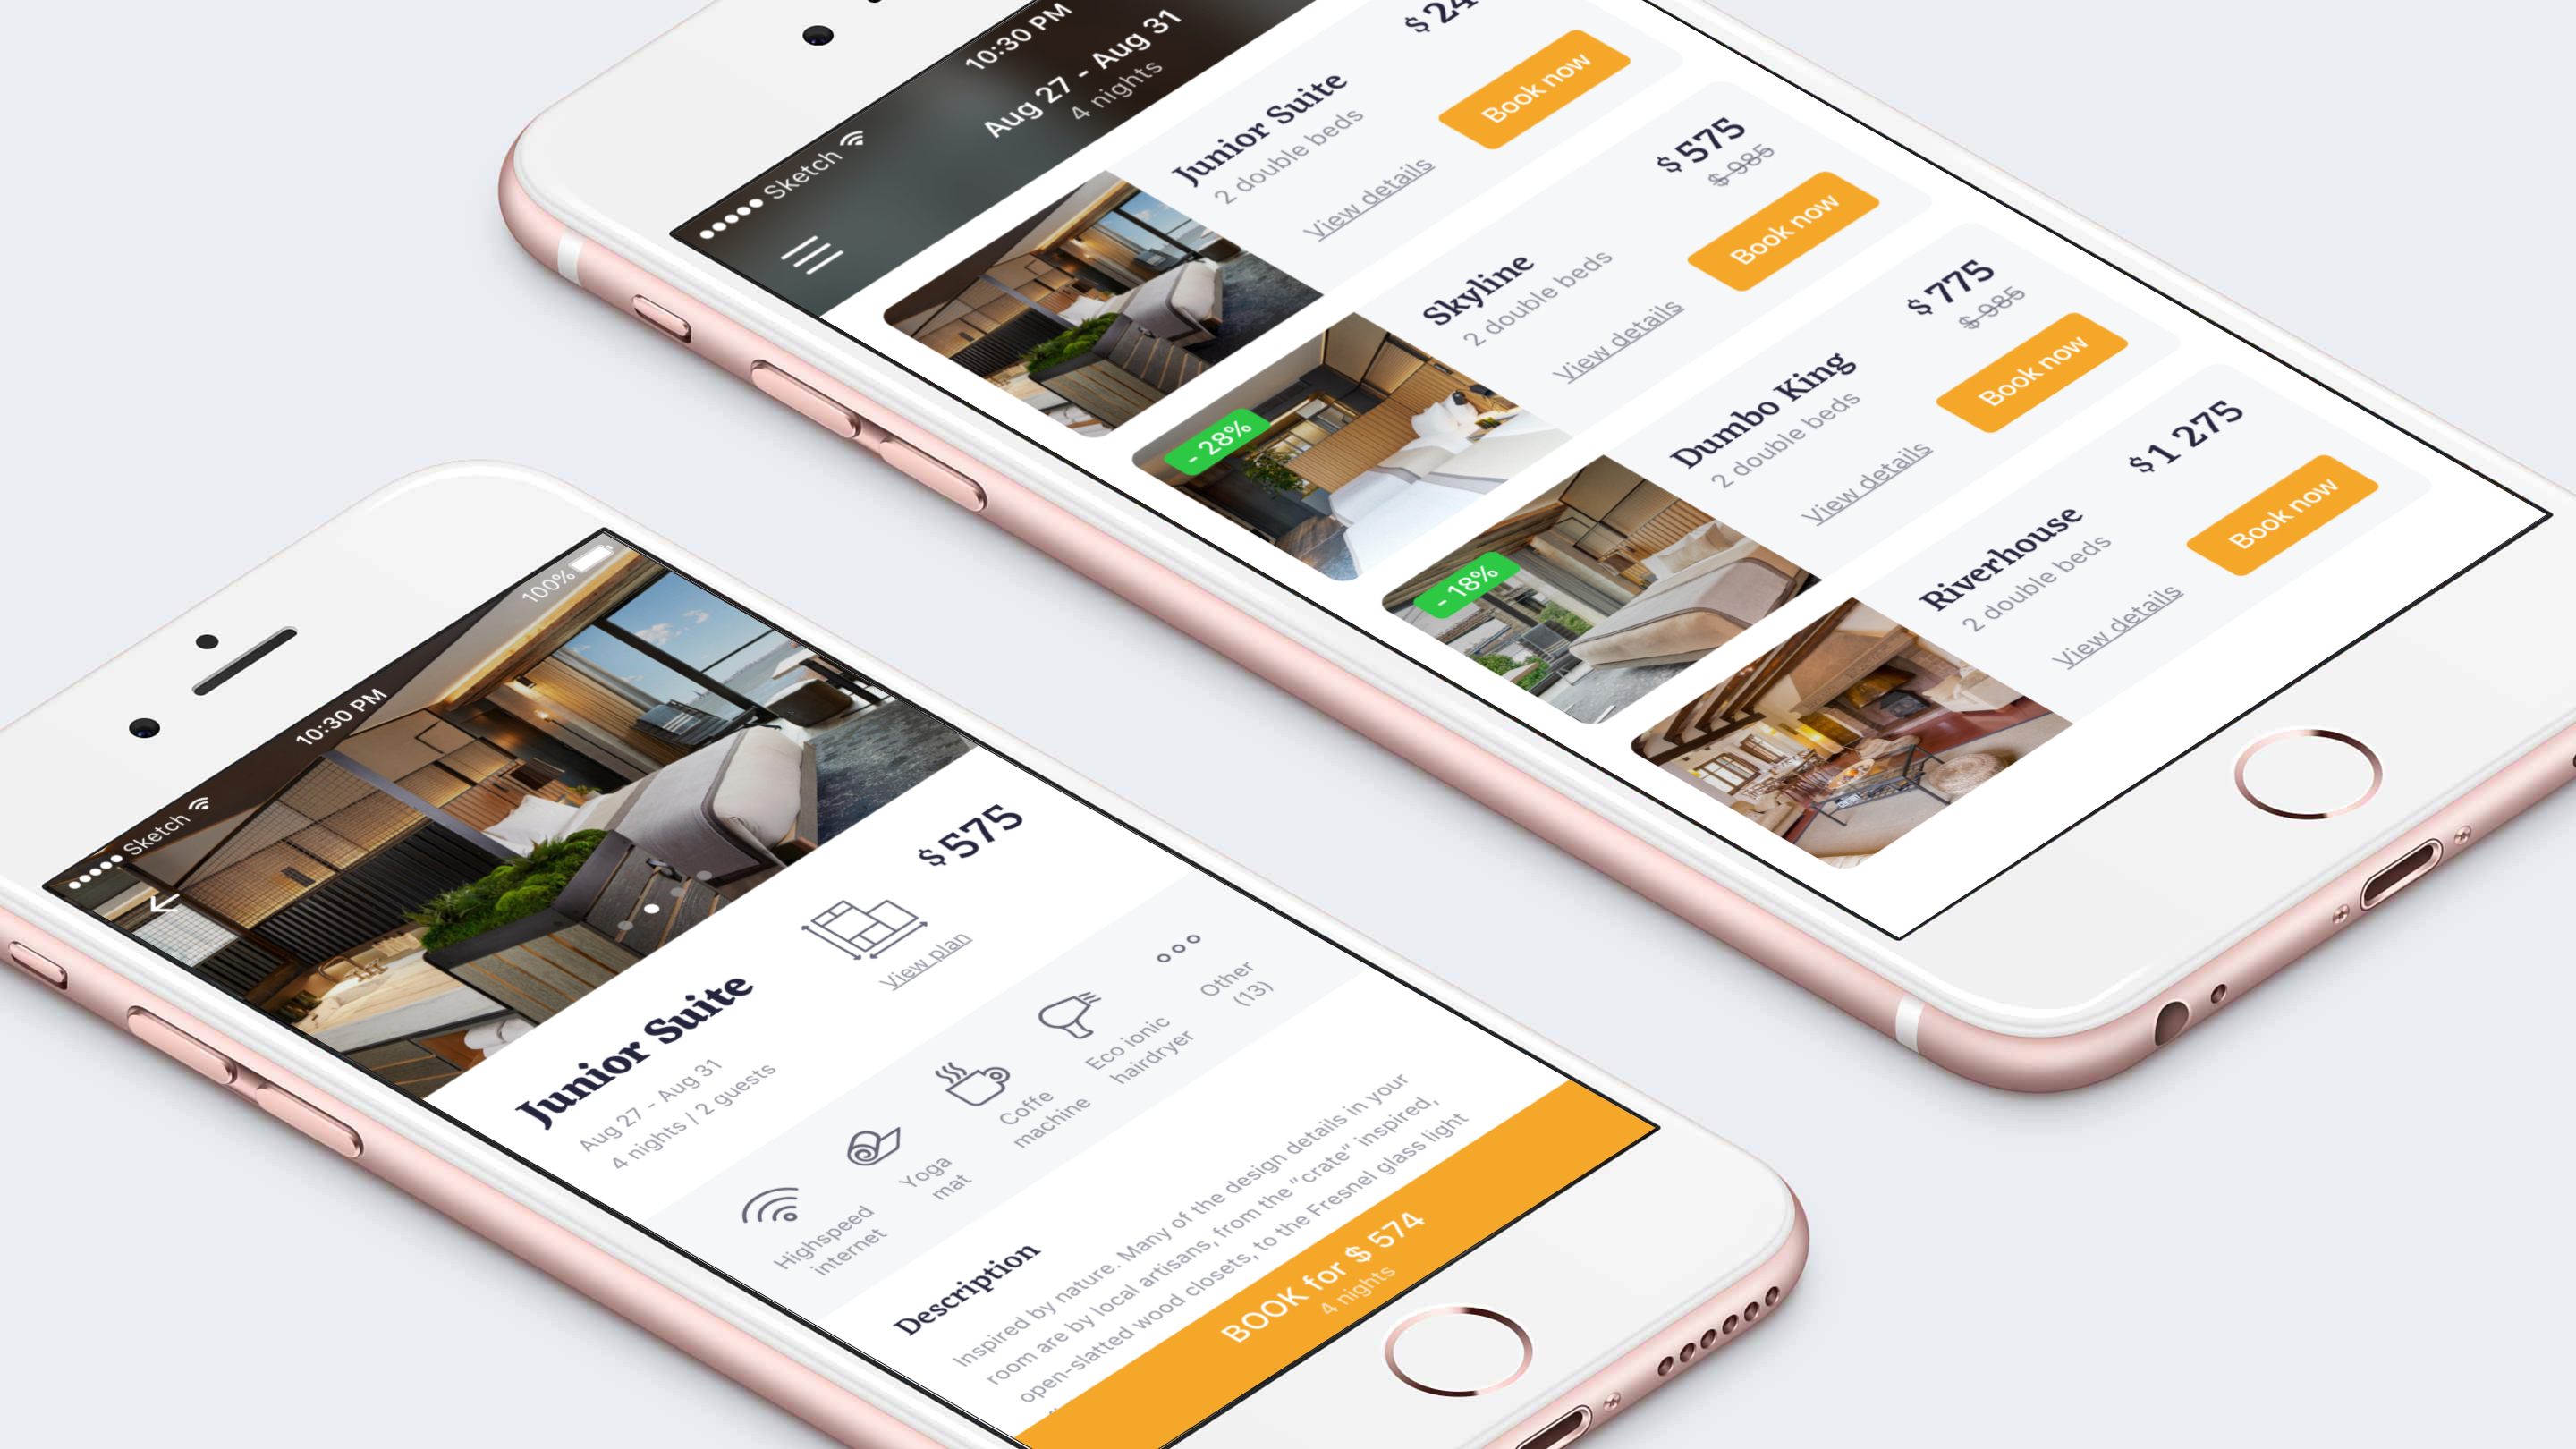 Sketch
10:30 PM
Aug 27 - Aug 31
4 nights
Junior Suite
2 double beds
View details
Book now
- 28%
Skyline
2 double beds
View details
$ 575
$ 985
Book now
- 18%
Dumbo King
2 double beds
View details
$ 775
$ 985
Book now
Riverhouse
2 double beds
View details
$ 1 275
Book now
Sketch
10:30 PM
100%
Junior Suite
Aug 27 - Aug 31
4 nights / 2 guests
$ 575
View plan
Highspeed
internet
Yoga
mat
Coffe
machine
Eco ionic
hairdryer
Other
(13)
Description
Inspired by nature. Many of the design details in your
room are by local artisans, from the "crate" inspired,
open-slatted wood closets, to the Fresnel glass light
BOOK for $ 574
4 nights